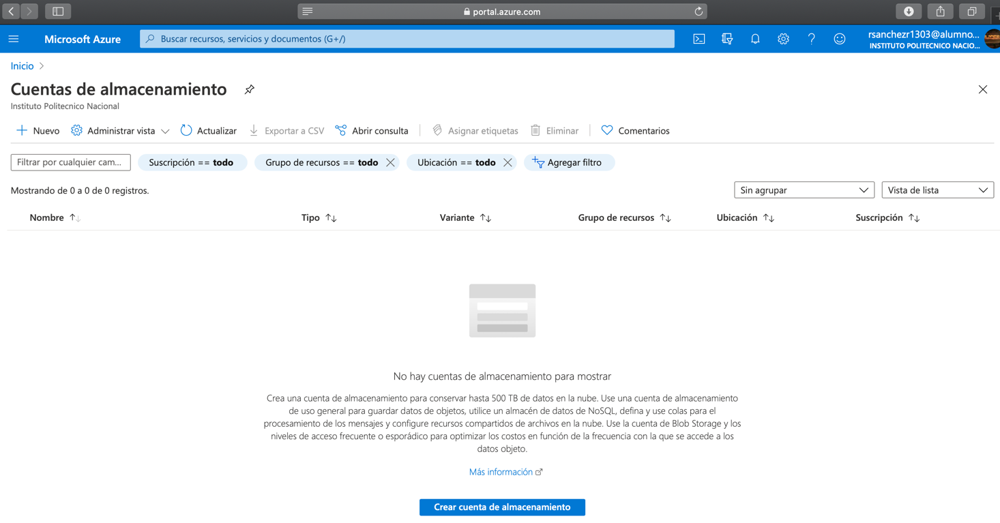 portal.azure.com
Microsoft Azure
Buscar recursos, servicios y documentos (G+/)
rsanchezr1303@alumno...
INSTITUTO POLITECNICO NACIO...
Inicio
Cuentas de almacenamiento
Instituto Politecnico Nacional
Nuevo Administrar vista Actualizar Exportar a CSV Abrir consulta Asignar etiquetas Eliminar Comentarios
Filtrar por cualquier cam... Suscripción == todo Grupo de recursos == todo Ubicación == todo Agregar filtro
Mostrando de 0 a 0 de 0 registros. Sin agrupar Vista de lista
Nombre Tipo Variante Grupo de recursos Ubicación Suscripción
No hay cuentas de almacenamiento para mostrar
Crea una cuenta de almacenamiento para conservar hasta 500 TB de datos en la nube. Use una cuenta de almacenamiento
de uso general para guardar datos de objetos, utilice un almacén de datos de NoSQL, defina y use colas para el
procesamiento de los mensajes y configure recursos compartidos de archivos en la nube. Use la cuenta de Blob Storage y los
niveles de acceso frecuente o esporádico para optimizar los costos en función de la frecuencia con la que se accede a los
datos objeto.
Más información
Crear cuenta de almacenamiento